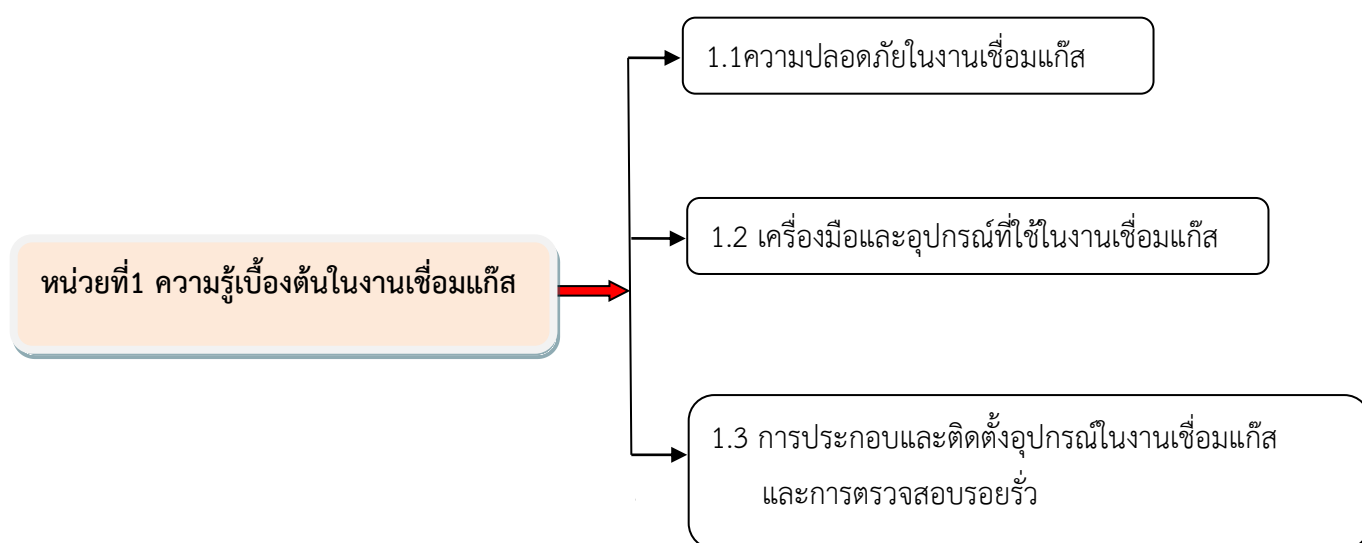 1.1ความปลอดภัยในงานเชื่อมแก๊ส
1.2 เครื่องมือและอุปกรณ์ที่ใช้ในงานเชื่อมแก๊ส
หน่วยที่1 ความรู้เบื้องต้นในงานเชื่อมแก๊ส
1.3 การประกอบและติดตั้งอุปกรณ์ในงานเชื่อมแก๊ส
และการตรวจสอบรอยรั่ว